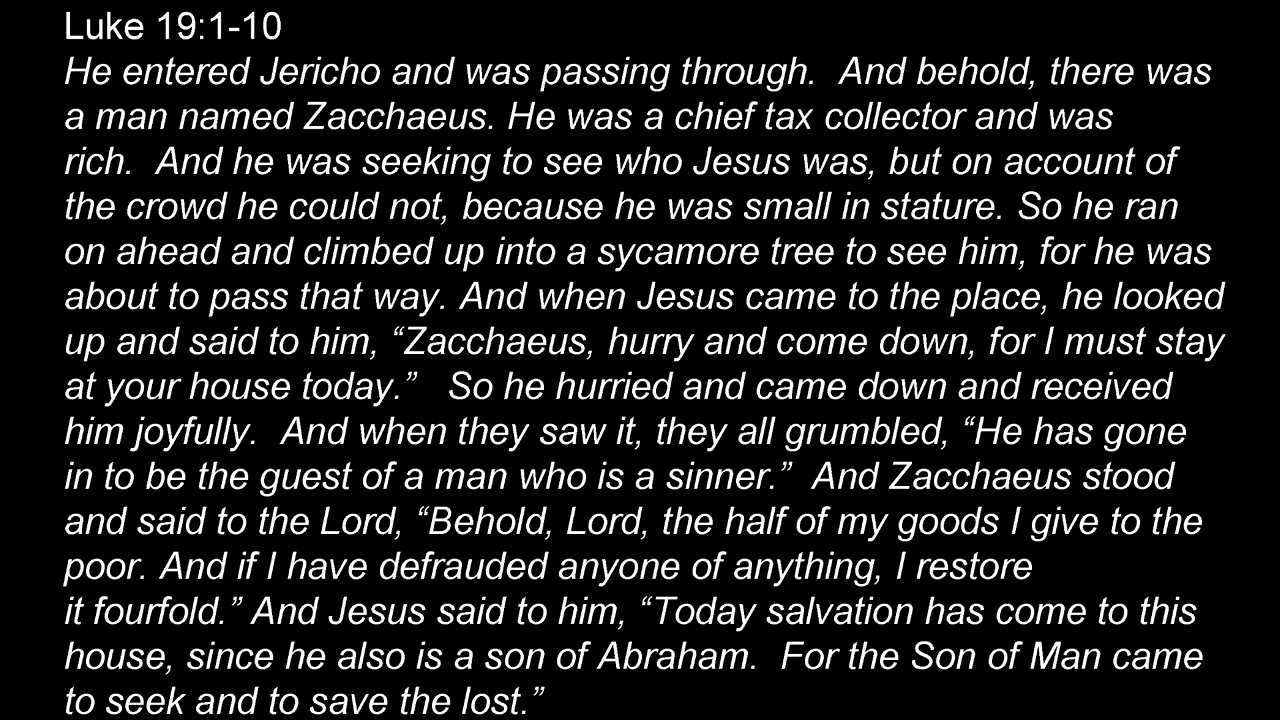 Luke 19:1-10
He entered Jericho and was passing through.  And behold, there was
a man named Zacchaeus. He was a chief tax collector and was
rich.  And he was seeking to see who Jesus was, but on account of
the crowd he could not, because he was small in stature. So he ran
on ahead and climbed up into a sycamore tree to see him, for he was
about to pass that way. And when Jesus came to the place, he looked
up and said to him, “Zacchaeus, hurry and come down, for I must stay
at your house today.”   So he hurried and came down and received
him joyfully.  And when they saw it, they all grumbled, “He has gone
in to be the guest of a man who is a sinner.”  And Zacchaeus stood
and said to the Lord, “Behold, Lord, the half of my goods I give to the
poor. And if I have defrauded anyone of anything, I restore
it fourfold.” And Jesus said to him, “Today salvation has come to this
house, since he also is a son of Abraham.  For the Son of Man came
to seek and to save the lost.”